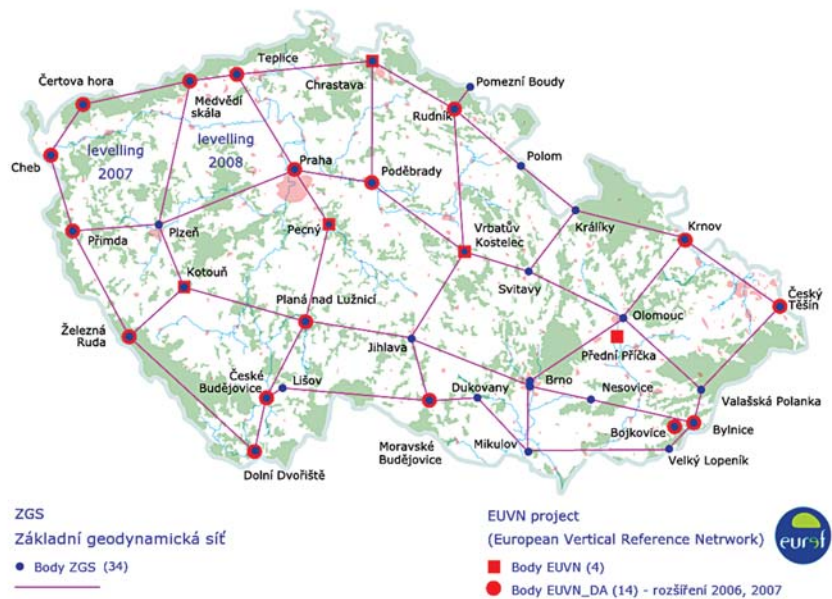 Teplice
Čertova hora
Medvědí
skála
Chrastava
Pomezní Boudy
Rudník
levelling
2007
levelling
2008
Cheb
Praha
Poděbrady
Polom
Přimda
Plzeň
Pecný
Vrbatův
Kostelec
Králíky
Krnov
Kotouň
Planá nad Lužnicí
Svitavy
Český
Těšín
Železná
Ruda
Jihlava
Olomouc
Přední Příčka
České
Budějovice
Lišov
Dukovany
Brno
Nesovice
Valašská Polanka
Dolní Dvořiště
Moravské
Budějovice
Mikulov
Bojkovice
Bylnice
Velký Lopeník
ZGS
Základní geodynamická síť
Body ZGS (34)
EUVN project
(European Vertical Reference Netrwork)
Body EUVN (4)
Body EUVN_DA (14) - rozšíření 2006, 2007
euref